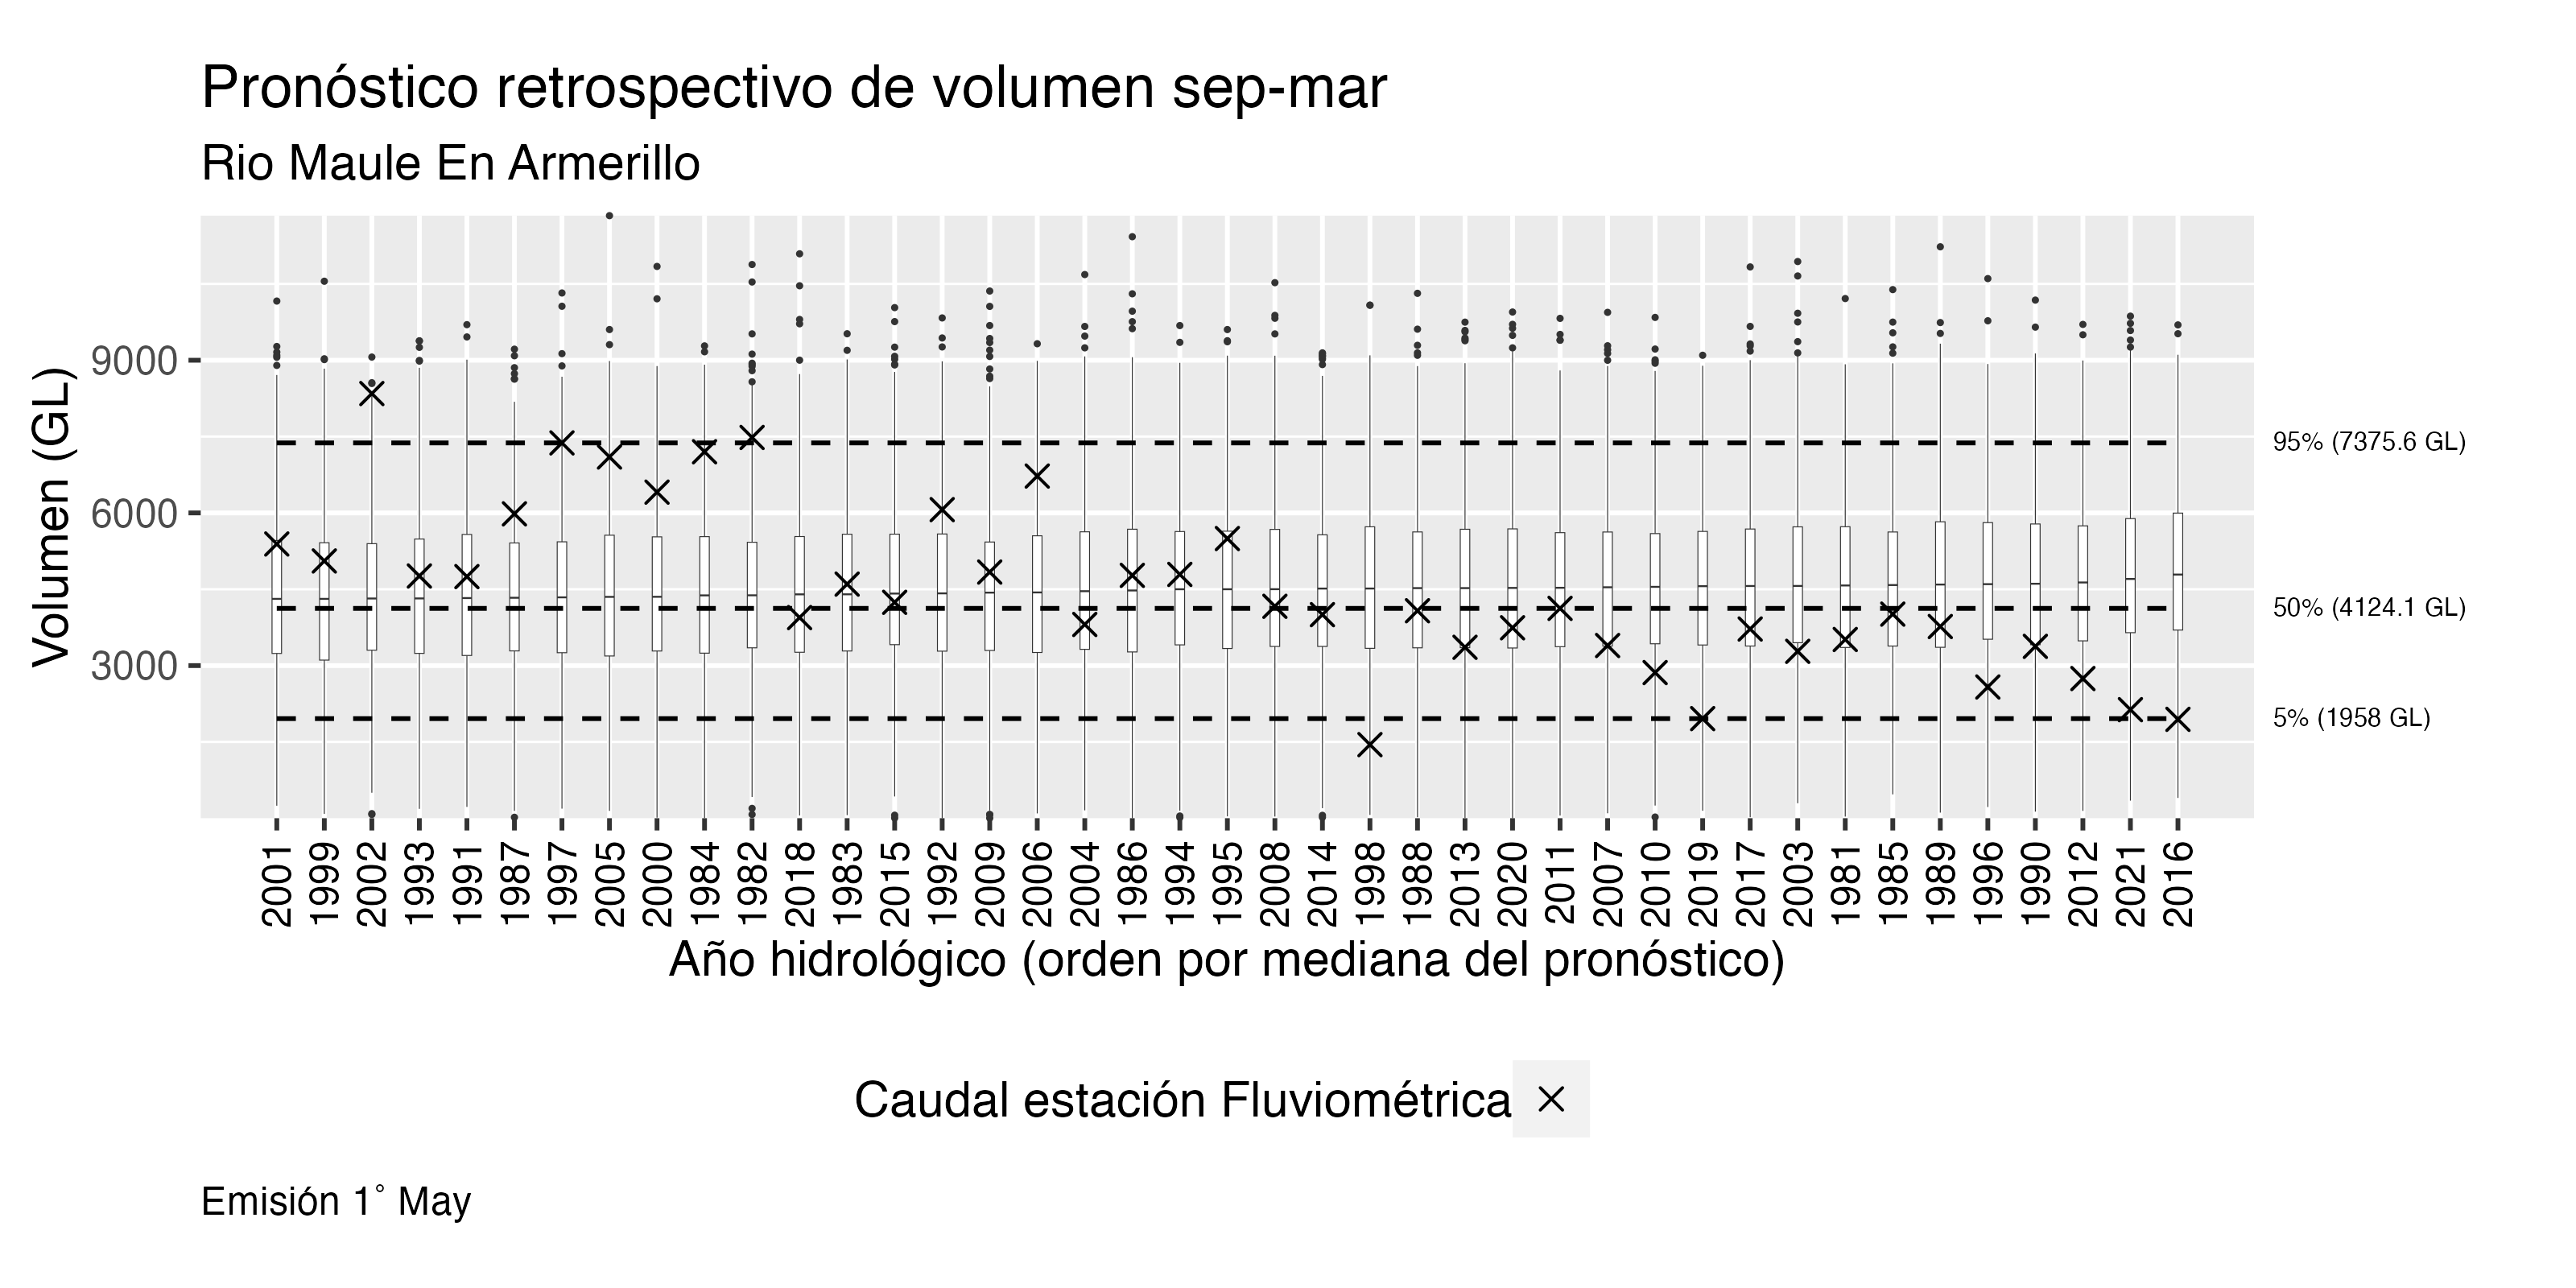 Pronóstico retrospectivo de volumen sep-mar
Rio Maule En Armerillo
Volumen (GL)
9000
6000
3000
95% (7375.6 GL)
50% (4124.1 GL)
5% (1958 GL)
2001 1999 2002 1993 1991 1987 1997 2005 2000 1984 1982 2018 1983 2015 1992 2009 2006 2004 1986 1994 1995 2008 2014 1998 1988 2013 2020 2011 2007 2010 2019 2017 2003 1981 1985 1989 1996 1990 2012 2021 2016
Año hidrológico (orden por mediana del pronóstico)
Caudal estación Fluviométrica
Emisión 1° May